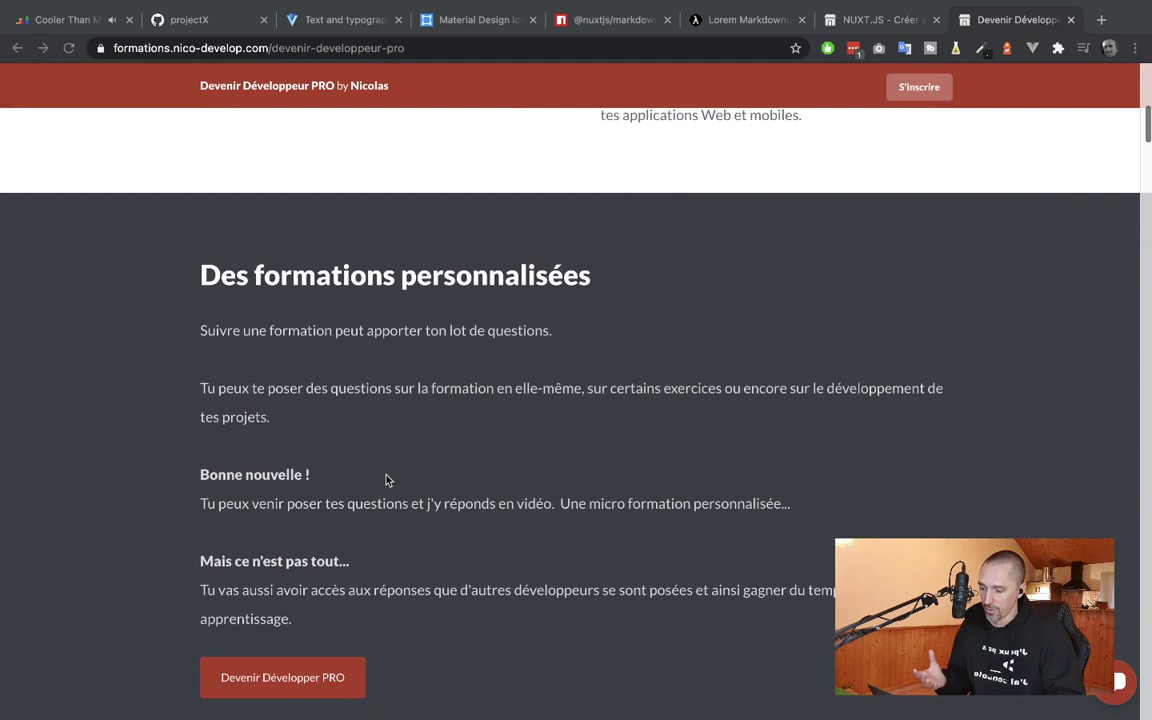 Cooler Than M
projectX
Text and typograp
Material Design Ico
@nuxtjs/markdow
Lorem Markdownu
NUXT.JS - Créer
Devenir Développe
formations.nico-develop.com/devenir-developpeur-pro
Devenir Développeur PRO by Nicolas
S'inscrire
tes applications Web et mobiles.
Des formations personnalisées
Suivre une formation peut apporter ton lot de questions.
Tu peux te poser des questions sur la formation en elle-même, sur certains exercices ou encore sur le développement de
tes projets.
Bonne nouvelle !
Tu peux venir poser tes questions et j'y réponds en vidéo. Une micro formation personnalisée...
Mais ce n'est pas tout...
Tu vas aussi avoir accès aux réponses que d'autres développeurs se sont posées et ainsi gagner du temp
apprentissage.
Devenir Développer PRO